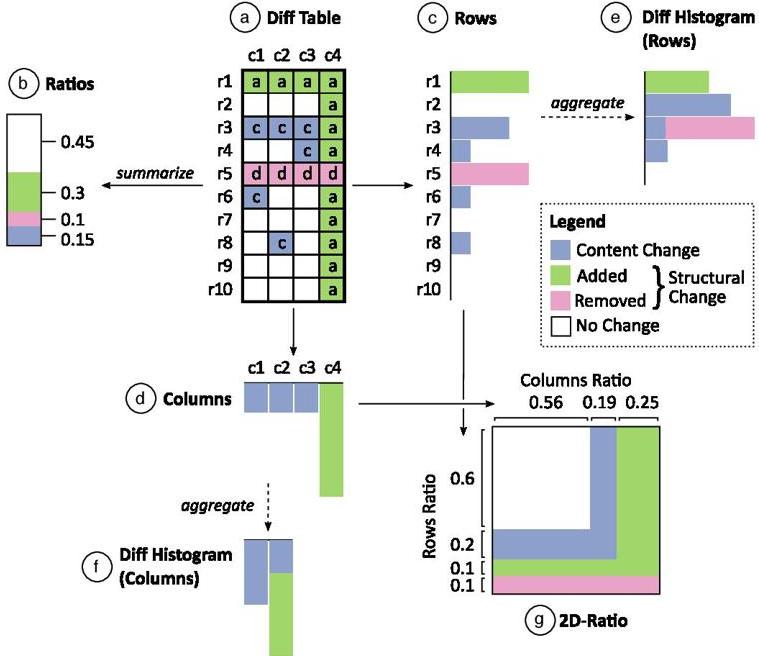 a Diff Table
c1 c2 c3 c4
r1 a a a a
r2 a
r3 c c c a
r4 c a
r5 d d d d
r6 c a
r7 a
r8 c a
r9 a
r10 a
b Ratios
0.45
0.3
0.1
0.15
summarize
c Rows
r1
r2
r3
r4
r5
r6
r7
r8
r9
r10
aggregate
e Diff Histogram
(Rows)
Legend
Content Change
Added
Removed
} Structural
Change
No Change
d Columns
c1 c2 c3 c4
aggregate
f Diff Histogram
(Columns)
Columns Ratio
0.56 0.19 0.25
Rows Ratio
0.6
0.2
0.1
0.1
g 2D-Ratio